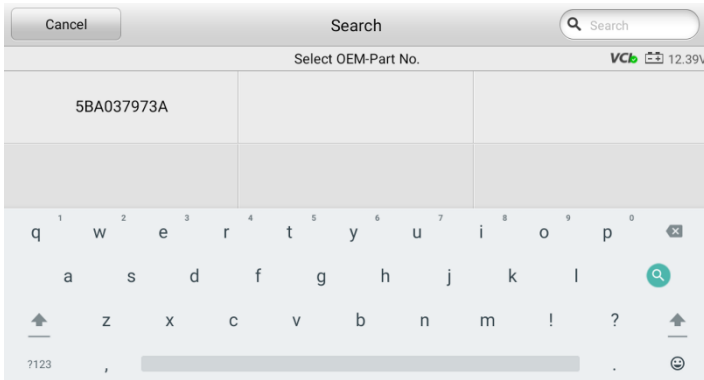 Cancel Search Search
Select OEM-Part No. VCI 12.39V
5BA037973A
1 2 3 4 5 6 7 8 9 0
q w e r t y u i o p
a s d f g h j k l
z x c v b n m ! ?
?123 , .